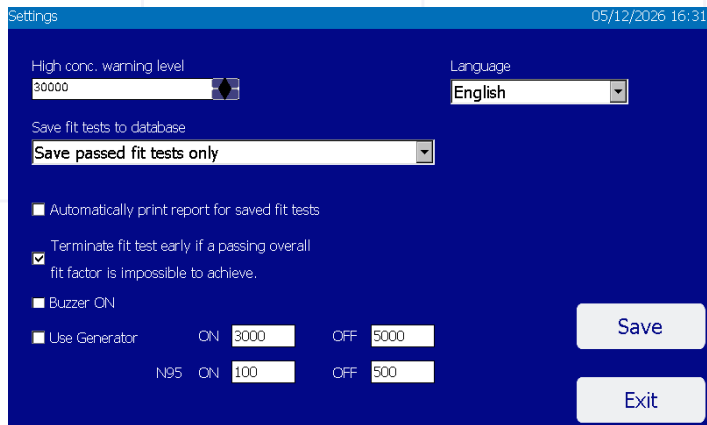 Settings 05/12/2026 16:31
High conc. warning level Language
30000 English
Save fit tests to database
Save passed fit tests only
Automatically print report for saved fit tests
Terminate fit test early if a passing overall
fit factor is impossible to achieve.
Buzzer ON
Use Generator ON 3000 OFF 5000 Save
N95 ON 100 OFF 500
Exit